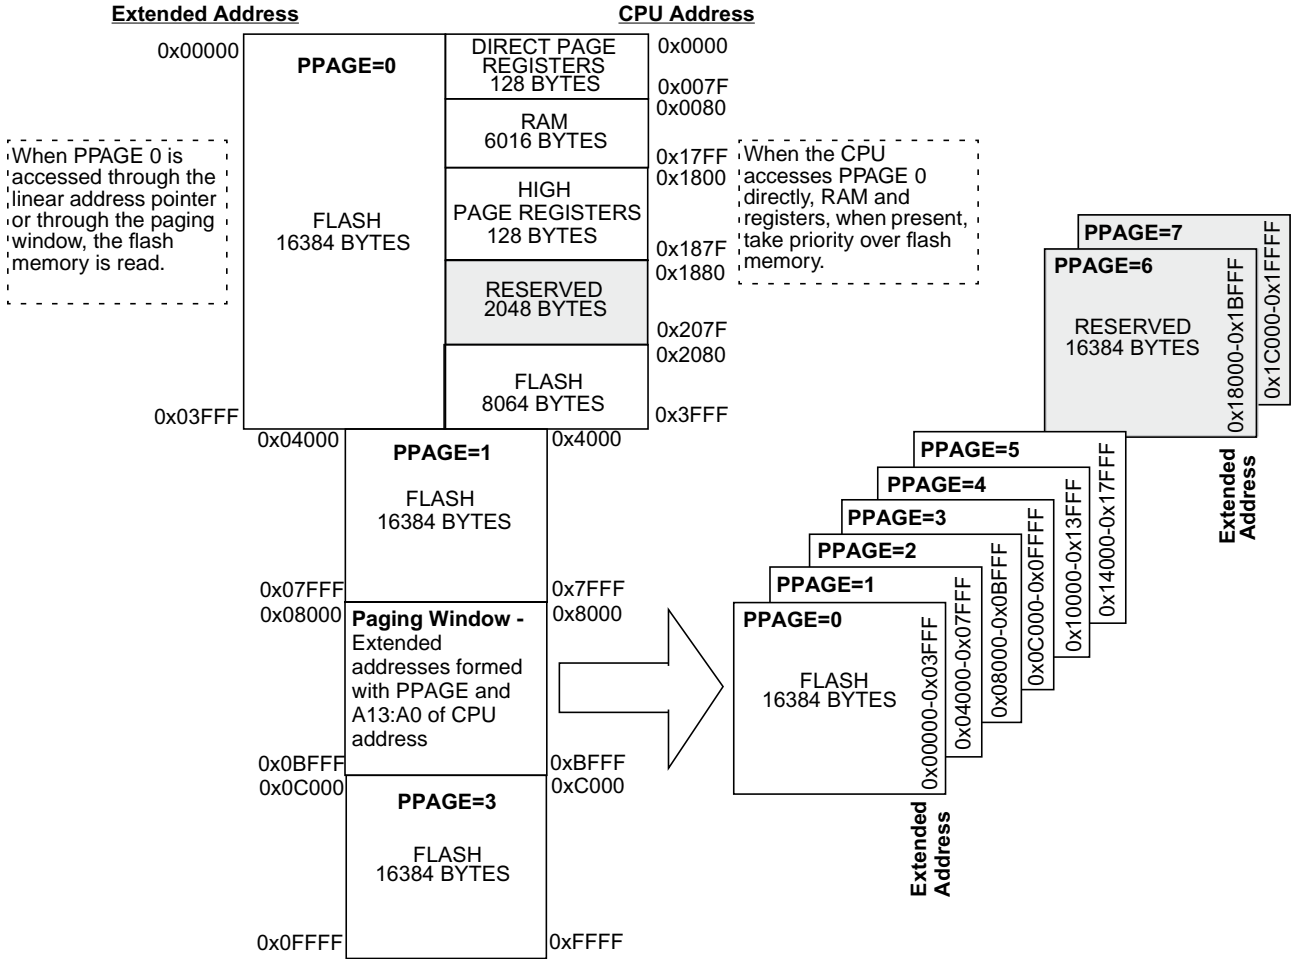 Extended Address
CPU Address
0x00000
PPAGE=0
FLASH
16384 BYTES
0x03FFF
DIRECT PAGE
REGISTERS
128 BYTES
0x0000
0x007F
RAM
6016 BYTES
0x0080
0x17FF
HIGH
PAGE REGISTERS
128 BYTES
0x1800
0x187F
RESERVED
2048 BYTES
0x1880
0x207F
FLASH
8064 BYTES
0x2080
0x3FFF
When PPAGE 0 is
accessed through the
linear address pointer
or through the paging
window, the flash
memory is read.
When the CPU
accesses PPAGE 0
directly, RAM and
registers, when present,
take priority over flash
memory.
0x04000
PPAGE=1
0x4000
FLASH
16384 BYTES
0x07FFF
0x7FFF
0x08000
0x8000
Paging Window -
Extended
addresses formed
with PPAGE and
A13:A0 of CPU
address
0x0BFFF
0xBFFF
0x0C000
0xC000
PPAGE=3
FLASH
16384 BYTES
0x0FFFF
0xFFFF
PPAGE=7
0x1C000-0x1FFFF
PPAGE=6
RESERVED
16384 BYTES
0x18000-0x1BFFF
Extended
Address
PPAGE=5
0x14000-0x17FFF
PPAGE=4
0x10000-0x13FFF
PPAGE=3
0x0C000-0x0FFFF
PPAGE=2
0x08000-0x0BFFF
PPAGE=1
0x04000-0x07FFF
PPAGE=0
FLASH
16384 BYTES
0x00000-0x03FFF
Extended
Address